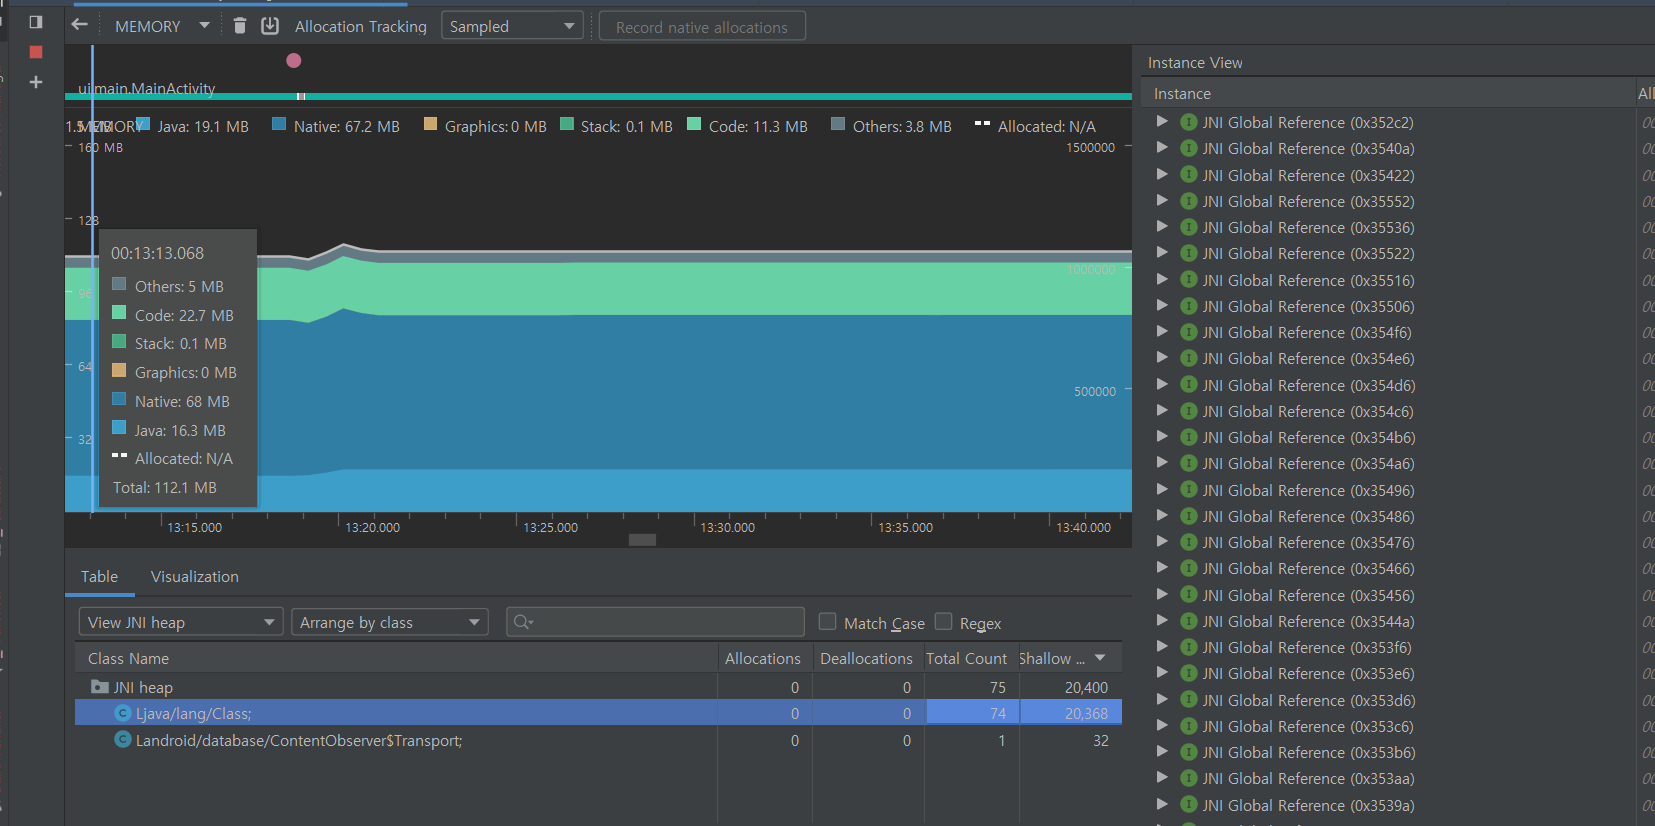 MEMORY
Allocation Tracking
Sampled
Record native allocations
ui.main.MainActivity
1.5 MB
MEMORY
Java: 19.1 MB
Native: 67.2 MB
Graphics: 0 MB
Stack: 0.1 MB
Code: 11.3 MB
Others: 3.8 MB
Allocated: N/A
160 MB
1500000
128
96
1000000
64
500000
32
00:13:13.068
Others: 5 MB
Code: 22.7 MB
Stack: 0.1 MB
Graphics: 0 MB
Native: 68 MB
Java: 16.3 MB
Allocated: N/A
Total: 112.1 MB
13:15.000
13:20.000
13:25.000
13:30.000
13:35.000
13:40.000
Table
Visualization
View JNI heap
Arrange by class
Match Case
Regex
Class Name
Allocations
Deallocations
Total Count
Shallow ...
JNI heap
0
0
75
20,400
Ljava/lang/Class;
0
0
74
20,368
Landroid/database/ContentObserver$Transport;
0
0
1
32
Instance View
Instance
All
JNI Global Reference (0x352c2)
JNI Global Reference (0x3540a)
JNI Global Reference (0x35422)
JNI Global Reference (0x35552)
JNI Global Reference (0x35536)
JNI Global Reference (0x35522)
JNI Global Reference (0x35516)
JNI Global Reference (0x35506)
JNI Global Reference (0x354f6)
JNI Global Reference (0x354e6)
JNI Global Reference (0x354d6)
JNI Global Reference (0x354c6)
JNI Global Reference (0x354b6)
JNI Global Reference (0x354a6)
JNI Global Reference (0x35496)
JNI Global Reference (0x35486)
JNI Global Reference (0x35476)
JNI Global Reference (0x35466)
JNI Global Reference (0x35456)
JNI Global Reference (0x3544a)
JNI Global Reference (0x353f6)
JNI Global Reference (0x353e6)
JNI Global Reference (0x353d6)
JNI Global Reference (0x353c6)
JNI Global Reference (0x353b6)
JNI Global Reference (0x353aa)
JNI Global Reference (0x3539a)